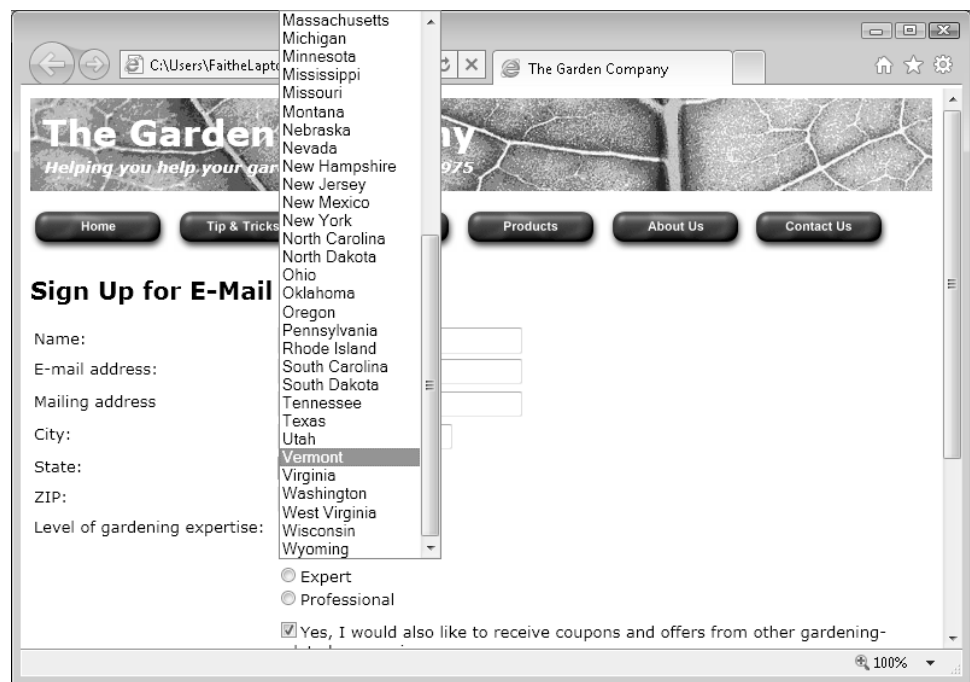 C:\Users\FaitheLapt
The Garden Company
The Garden
ny
Helping you help your gar
975
Home
Tip & Tricks
Products
About Us
Contact Us
Sign Up for E-Mail
Name:
E-mail address:
Mailing address
City:
State:
ZIP:
Level of gardening expertise:
Massachusetts
Michigan
Minnesota
Mississippi
Missouri
Montana
Nebraska
Nevada
New Hampshire
New Jersey
New Mexico
New York
North Carolina
North Dakota
Ohio
Oklahoma
Oregon
Pennsylvania
Rhode Island
South Carolina
South Dakota
Tennessee
Texas
Utah
Vermont
Virginia
Washington
West Virginia
Wisconsin
Wyoming
Expert
Professional
Yes, I would also like to receive coupons and offers from other gardening-
100%